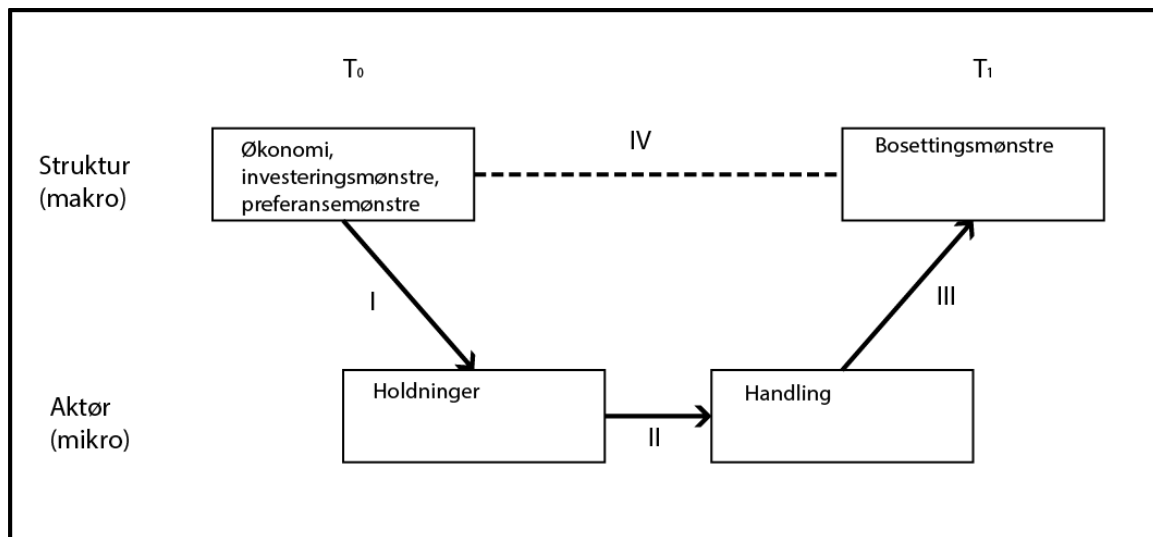 T₀
T₁
Struktur
(makro)
Økonomi,
investeringsmønstre,
preferansemønstre
IV
Bosettingsmønstre
I
III
Aktør
(mikro)
Holdninger
II
Handling